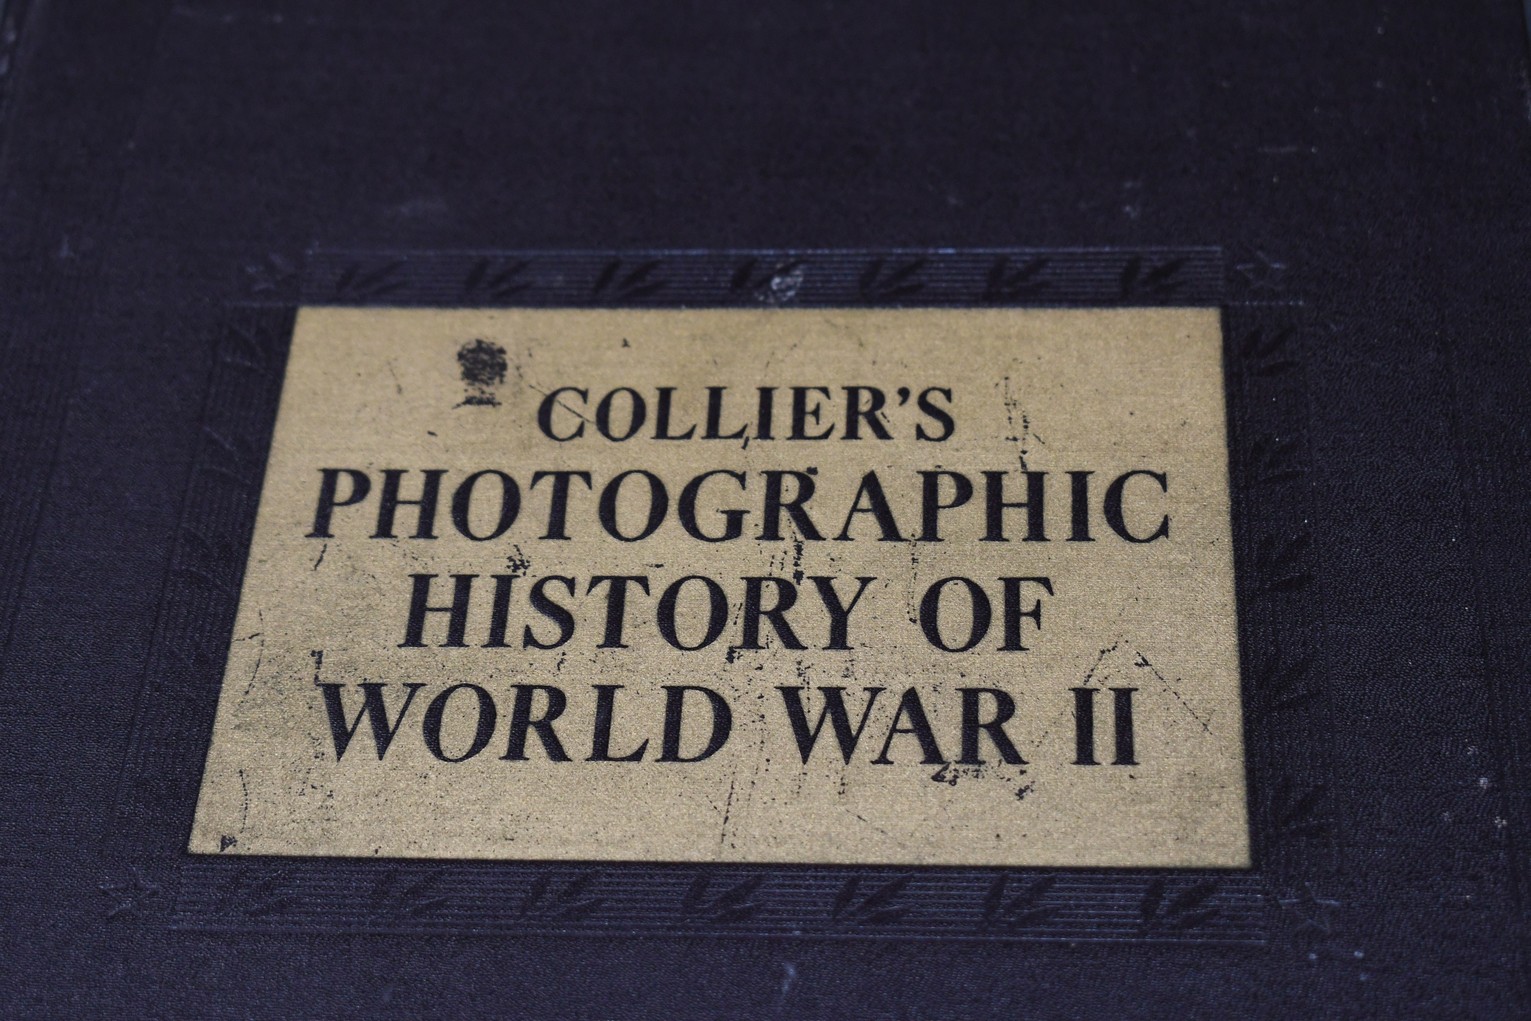 COLLIER'S
PHOTOGRAPHIC
HISTORY OF
WORLD WAR II